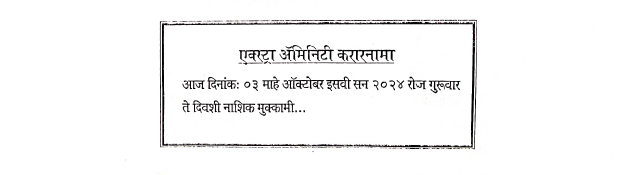 एक्स्ट्रा ॲमिनिटी करारनामा
आज दिनांक: ०३ माहे ऑक्टोबर इसवी सन २०२४ रोज गुरूवार
ते दिवशी नाशिक मुक्कामी...